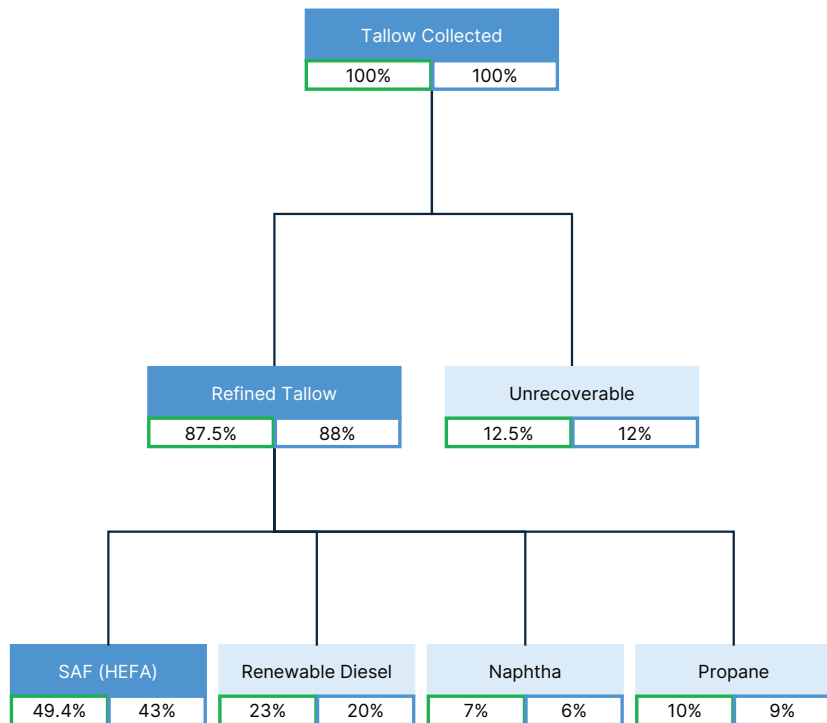 Tallow Collected
100% 100%
Refined Tallow Unrecoverable
87.5% 88% 12.5% 12%
SAF (HEFA) Renewable Diesel Naphtha Propane
49.4% 43% 23% 20% 7% 6% 10% 9%